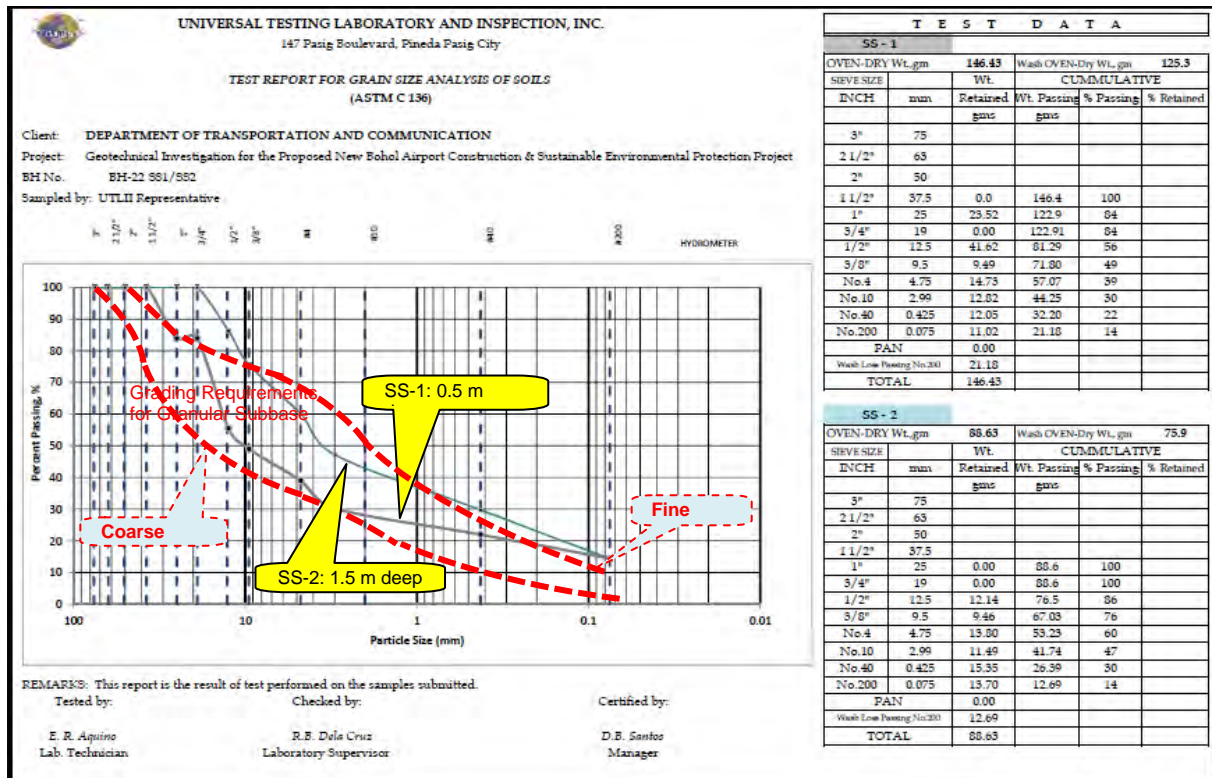 UNIVERSAL TESTING LABORATORY AND INSPECTION, INC.
147 Pasig Boulevard, Pineda Pasig City
TEST REPORT FOR GRAIN SIZE ANALYSIS OF SOILS
(ASTM C 136)
Client: DEPARTMENT OF TRANSPORTATION AND COMMUNICATION
Project: Geotechnical Investigation for the Proposed New Bohol Airport Construction & Sustainable Environmental Protection Project
BH No. BH-22 SS1/SS2
Sampled by: UTLII Representative
3" 2 1/2" 2" 1 1/2" 1" 3/4" 1/2" 3/8" #4 #10 #40 #200 HYDROMETER
100
90
80
70
60
50
40
30
20
10
0
Percent Passing, %
100 10 1 0.1 0.01
Particle Size (mm)
Grading Requirements
for Granular Subbase
SS-1: 0.5 m
Coarse
Fine
SS-2: 1.5 m deep
REMARKS: This report is the result of test performed on the samples submitted.
Tested by: Checked by: Certified by:
E. R. Aquino R.B. Dela Cruz D.B. Santos
Lab. Technician Laboratory Supervisor Manager
T E S T D A T A
SS - 1
OVEN-DRY Wt.,gm 146.43 Wash OVEN-Dry Wt., gm 125.3
SIEVE SIZE Wt. CUMMULATIVE
INCH mm Retained Wt. Passing % Passing % Retained
gms gms
3" 75
2 1/2" 63
2" 50
1 1/2" 37.5 0.0 146.4 100
1" 25 23.52 122.9 84
3/4" 19 0.00 122.91 84
1/2" 12.5 41.62 81.29 56
3/8" 9.5 9.49 71.80 49
No.4 4.75 14.73 57.07 39
No.10 2.99 12.82 44.25 30
No.40 0.425 12.05 32.20 22
No.200 0.075 11.02 21.18 14
PAN 0.00
Wash Loss Passing No.200 21.18
TOTAL 146.43
SS - 2
OVEN-DRY Wt.,gm 88.63 Wash OVEN-Dry Wt., gm 75.9
SIEVE SIZE Wt. CUMMULATIVE
INCH mm Retained Wt. Passing % Passing % Retained
gms gms
3" 75
2 1/2" 63
2" 50
1 1/2" 37.5
1" 25 0.00 88.6 100
3/4" 19 0.00 88.6 100
1/2" 12.5 12.14 76.5 86
3/8" 9.5 9.46 67.03 76
No.4 4.75 13.80 53.23 60
No.10 2.99 11.49 41.74 47
No.40 0.425 15.35 26.39 30
No.200 0.075 13.70 12.69 14
PAN 0.00
Wash Loss Passing No.200 12.69
TOTAL 88.63